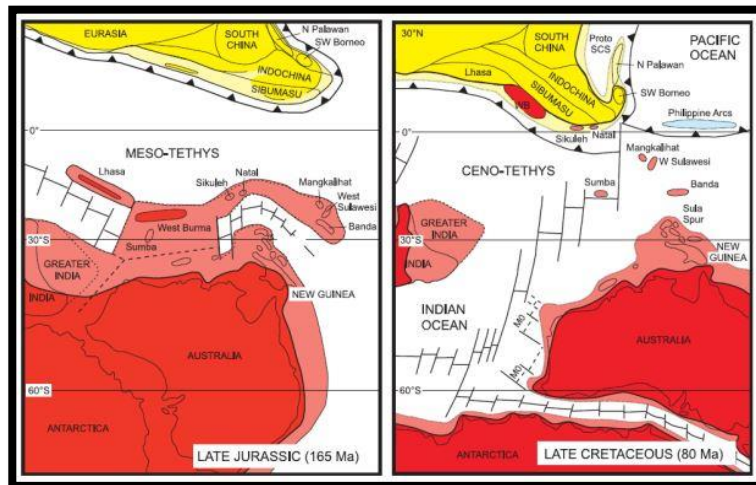 EURASIA
SOUTH
CHINA
N Palawan
SW Borneo
INDOCHINA
SIBUMASU
0°
MESO-TETHYS
Lhasa
Sikuleh
Natal
Mangkalihat
West
Sulawesi
Banda
West Burma
Sumba
30°S
GREATER
INDIA
INDIA
NEW GUINEA
AUSTRALIA
60°S
ANTARCTICA
LATE JURASSIC (165 Ma)
30°N
SOUTH
CHINA
Proto
SCS
PACIFIC
OCEAN
N Palawan
Lhasa
INDOCHINA
SIBUMASU
WB
SW Borneo
Philippine Arcs
0°
Sikuleh
Natal
Mangkalihat
W Sulawesi
CENO-TETHYS
Sumba
Banda
Sula
Spur
GREATER
INDIA
30°S
INDIA
NEW
GUINEA
INDIAN
OCEAN
M0
AUSTRALIA
M0
60°S
ANTARCTICA
LATE CRETACEOUS (80 Ma)